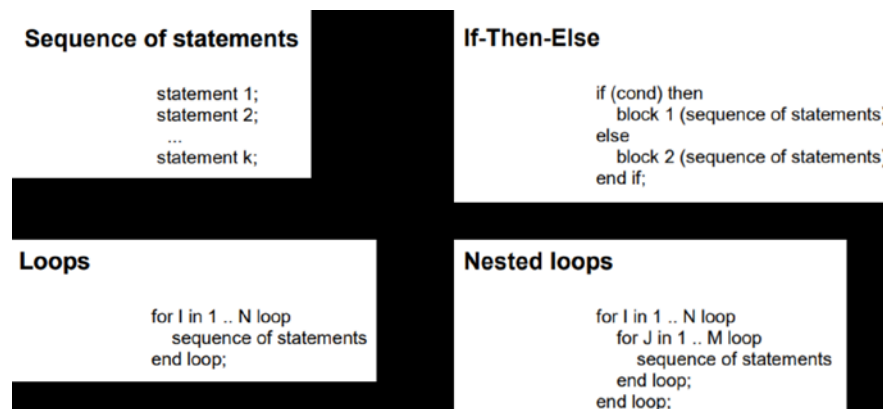 Sequence of statements
statement 1;
statement 2;
...
statement k;
If-Then-Else
if (cond) then
block 1 (sequence of statements)
else
block 2 (sequence of statements)
end if;
Loops
for I in 1 .. N loop
sequence of statements
end loop;
Nested loops
for I in 1 .. N loop
for J in 1 .. M loop
sequence of statements
end loop;
end loop;